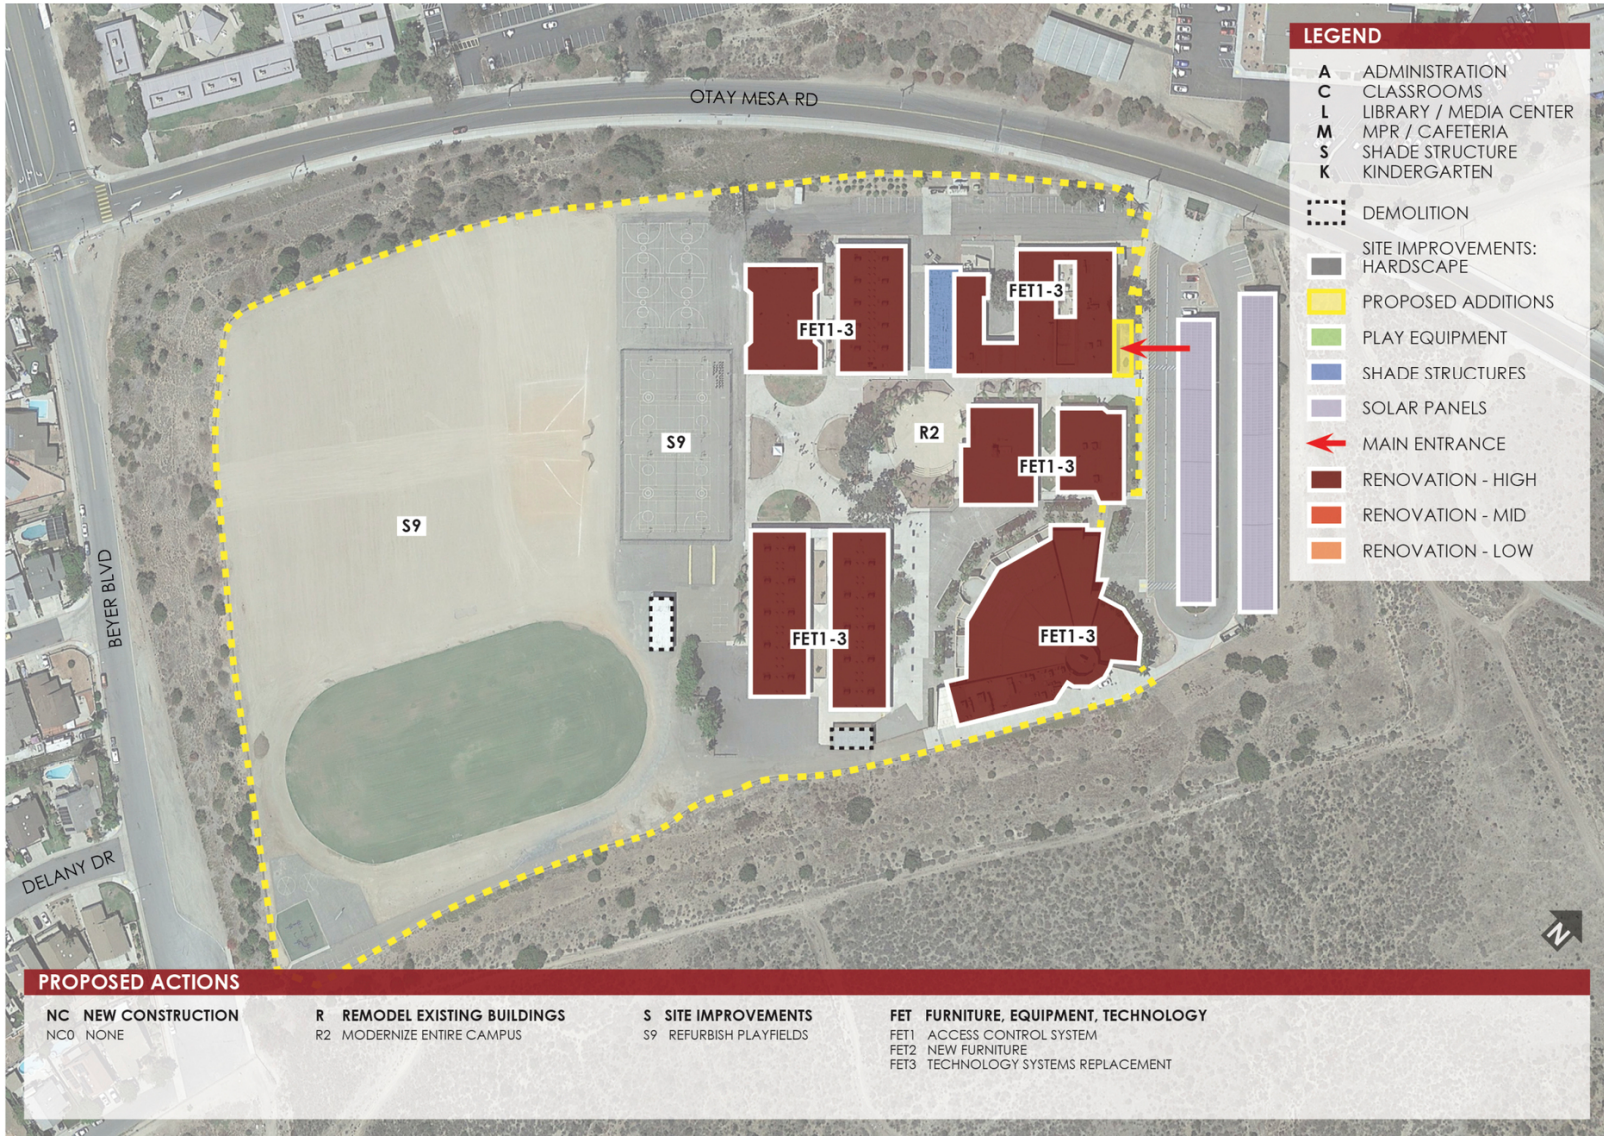 OTAY MESA RD
LEGEND
A ADMINISTRATION
C CLASSROOMS
L LIBRARY / MEDIA CENTER
M MPR / CAFETERIA
S SHADE STRUCTURE
K KINDERGARTEN
DEMOLITION
SITE IMPROVEMENTS:
HARDSCAPE
PROPOSED ADDITIONS
PLAY EQUIPMENT
SHADE STRUCTURES
SOLAR PANELS
MAIN ENTRANCE
RENOVATION - HIGH
RENOVATION - MID
RENOVATION - LOW
FET1-3
FET1-3
R2
S9
FET1-3
S9
FET1-3
FET1-3
BEYER BLVD
DELANY DR
N
PROPOSED ACTIONS
NC NEW CONSTRUCTION
NC0 NONE
R REMODEL EXISTING BUILDINGS
R2 MODERNIZE ENTIRE CAMPUS
S SITE IMPROVEMENTS
S9 REFURBISH PLAYFIELDS
FET FURNITURE, EQUIPMENT, TECHNOLOGY
FET1 ACCESS CONTROL SYSTEM
FET2 NEW FURNITURE
FET3 TECHNOLOGY SYSTEMS REPLACEMENT